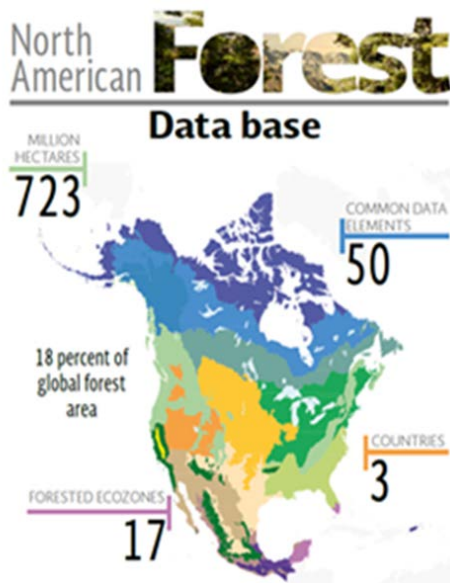 North
American Forest
Data base
MILLION
HECTARES
723
COMMON DATA
ELEMENTS
50
18 percent of
global forest
area
COUNTRIES
3
FORESTED ECOZONES
17